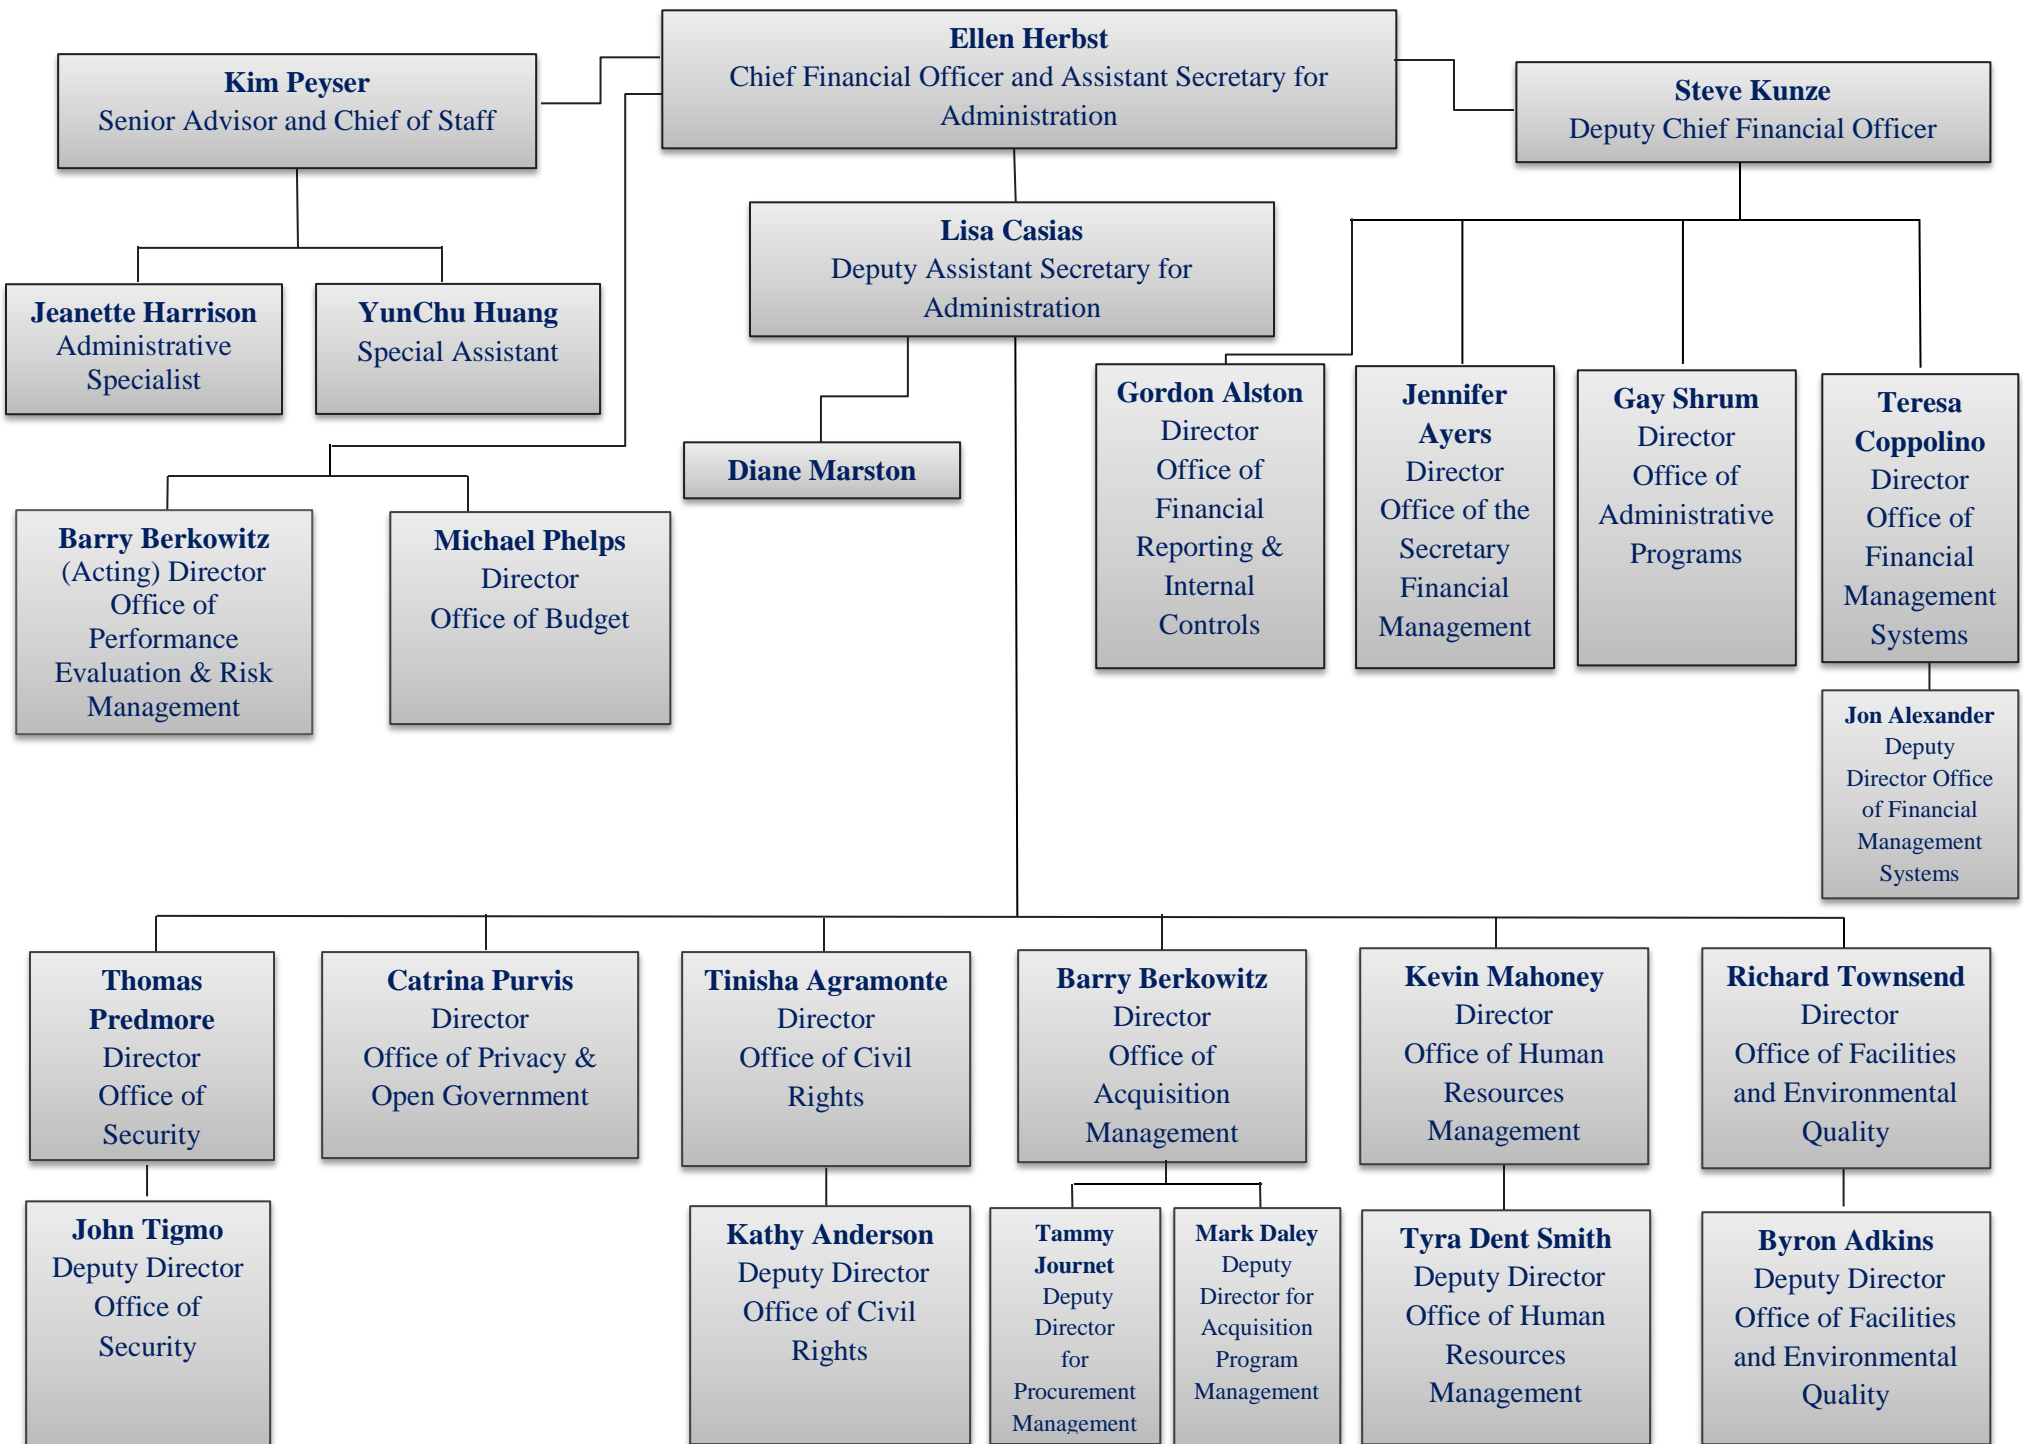 Ellen Herbst
Chief Financial Officer and Assistant Secretary for
Administration
Kim Peyser
Senior Advisor and Chief of Staff
Steve Kunze
Deputy Chief Financial Officer
Lisa Casias
Deputy Assistant Secretary for
Administration
Jeanette Harrison
Administrative
Specialist
YunChu Huang
Special Assistant
Diane Marston
Gordon Alston
Director
Office of
Financial
Reporting &
Internal
Controls
Jennifer
Ayers
Director
Office of the
Secretary
Financial
Management
Gay Shrum
Director
Office of
Administrative
Programs
Teresa
Coppolino
Director
Office of
Financial
Management
Systems
Barry Berkowitz
(Acting) Director
Office of
Performance
Evaluation & Risk
Management
Michael Phelps
Director
Office of Budget
Jon Alexander
Deputy
Director Office
of Financial
Management
Systems
Thomas
Predmore
Director
Office of
Security
Catrina Purvis
Director
Office of Privacy &
Open Government
Tinisha Agramonte
Director
Office of Civil
Rights
Barry Berkowitz
Director
Office of
Acquisition
Management
Kevin Mahoney
Director
Office of Human
Resources
Management
Richard Townsend
Director
Office of Facilities
and Environmental
Quality
John Tigmo
Deputy Director
Office of
Security
Kathy Anderson
Deputy Director
Office of Civil
Rights
Tammy
Journet
Deputy
Director
for
Procurement
Management
Mark Daley
Deputy
Director for
Acquisition
Program
Management
Tyra Dent Smith
Deputy Director
Office of Human
Resources
Management
Byron Adkins
Deputy Director
Office of Facilities
and Environmental
Quality